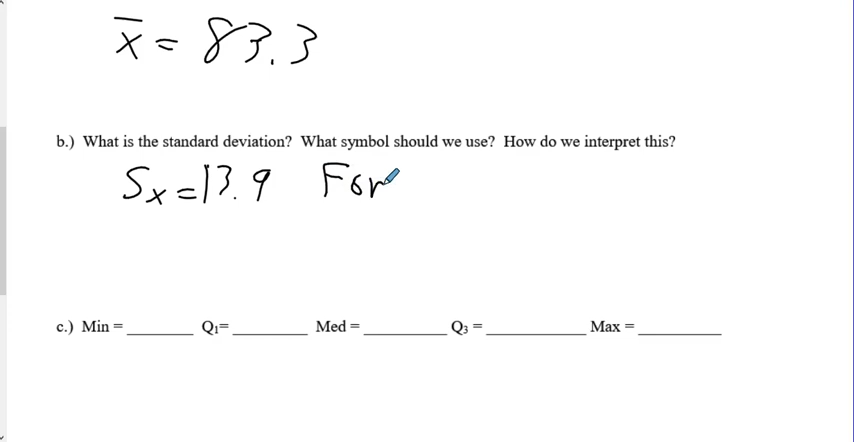 x̄ = 83.3
b.) What is the standard deviation? What symbol should we use? How do we interpret this?
Sx = 13.9 For
c.) Min = ________ Q1= _________ Med = __________ Q3 = ____________ Max = __________